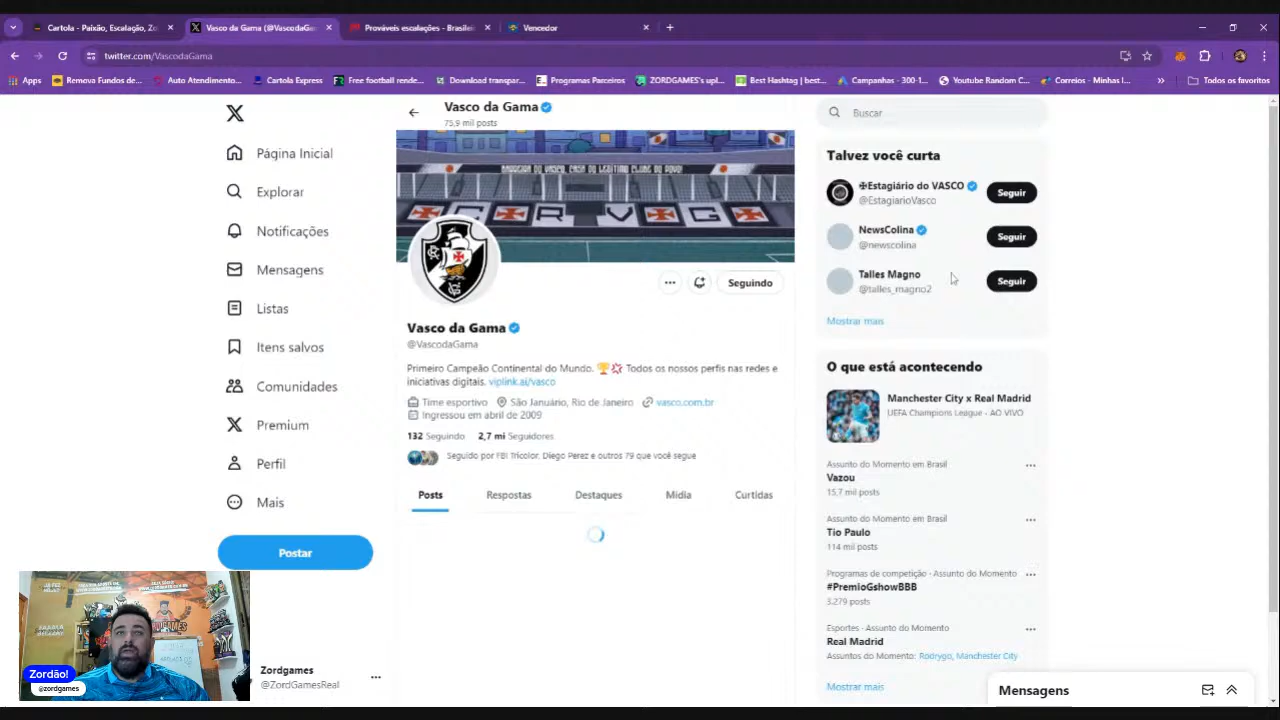 Cartola - Paixão, Escalação, Zo
Vasco da Gama (@VascodaGa
Prováveis escalações - Brasilei
Vencedor
twitter.com/VascodaGama
Apps
Remova Fundos de...
Auto Atendimento...
Cartola Express
Free football rende...
Download transpar...
Programas Parceiros
ZORDGAMES's upl...
Best Hashtag | best...
Campanhas - 300-1...
Youtube Random C...
Correios - Minhas I...
Todos os favoritos
Página Inicial
Explorar
Notificações
Mensagens
Listas
Itens salvos
Comunidades
Premium
Perfil
Mais
Postar
Zordgames
@ZordGamesReal
Zordão!
@zordgames
Vasco da Gama
75,9 mil posts
Seguindo
Vasco da Gama
@VascodaGama
Primeiro Campeão Continental do Mundo. 🏆💢 Todos os nossos perfis nas redes e
iniciativas digitais. viplink.ai/vasco
Time esportivo São Januário, Rio de Janeiro vasco.com.br
Ingressou em abril de 2009
132 Seguindo 2,7 mi Seguidores
Seguido por FBI Tricolor, Diego Perez e outros 79 que você segue
Posts Respostas Destaques Mídia Curtidas
Buscar
Talvez você curta
✠Estagiário do VASCO
@EstagiarioVasco
Seguir
NewsColina
@newscolina
Seguir
Talles Magno
@talles_magno2
Seguir
Mostrar mais
O que está acontecendo
Manchester City x Real Madrid
UEFA Champions League - AO VIVO
Assunto do Momento em Brasil
Vazou
15,7 mil posts
Assunto do Momento em Brasil
Tio Paulo
114 mil posts
Programas de competição · Assunto do Momento
#PremioGshowBBB
3.279 posts
Esportes · Assunto do Momento
Real Madrid
Assuntos do Momento: Rodrygo, Manchester City
Mostrar mais
Mensagens